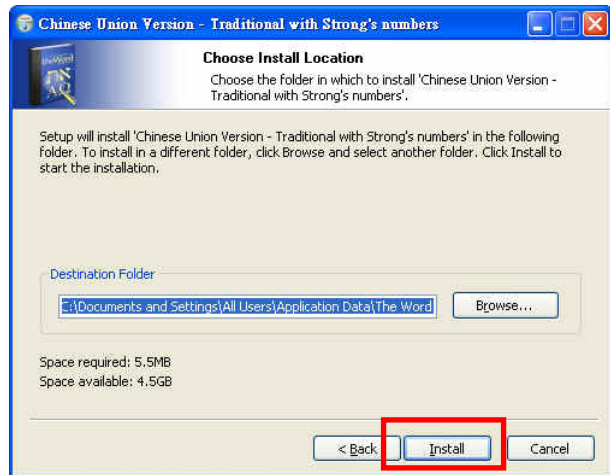 Chinese Union Version - Traditional with Strong's numbers
theWord
Choose Install Location
Choose the folder in which to install 'Chinese Union Version -
Traditional with Strong's numbers'.
Setup will install 'Chinese Union Version - Traditional with Strong's numbers' in the following
folder. To install in a different folder, click Browse and select another folder. Click Install to
start the installation.
Destination Folder
C:\Documents and Settings\All Users\Application Data\The Word
Browse...
Space required: 5.5MB
Space available: 4.5GB
< Back
Install
Cancel